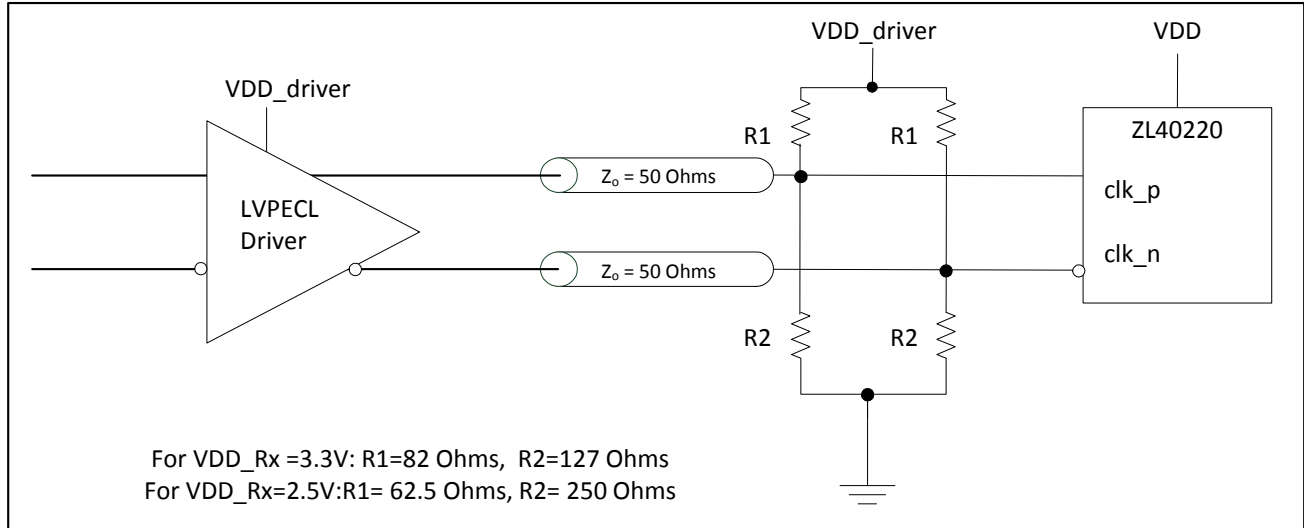 VDD_driver
VDD
VDD_driver
ZL40220
R1
R1
Zo = 50 Ohms
clk_p
LVPECL
Driver
clk_n
Zo = 50 Ohms
R2
R2
For VDD_Rx =3.3V: R1=82 Ohms, R2=127 Ohms
For VDD_Rx=2.5V:R1= 62.5 Ohms, R2= 250 Ohms